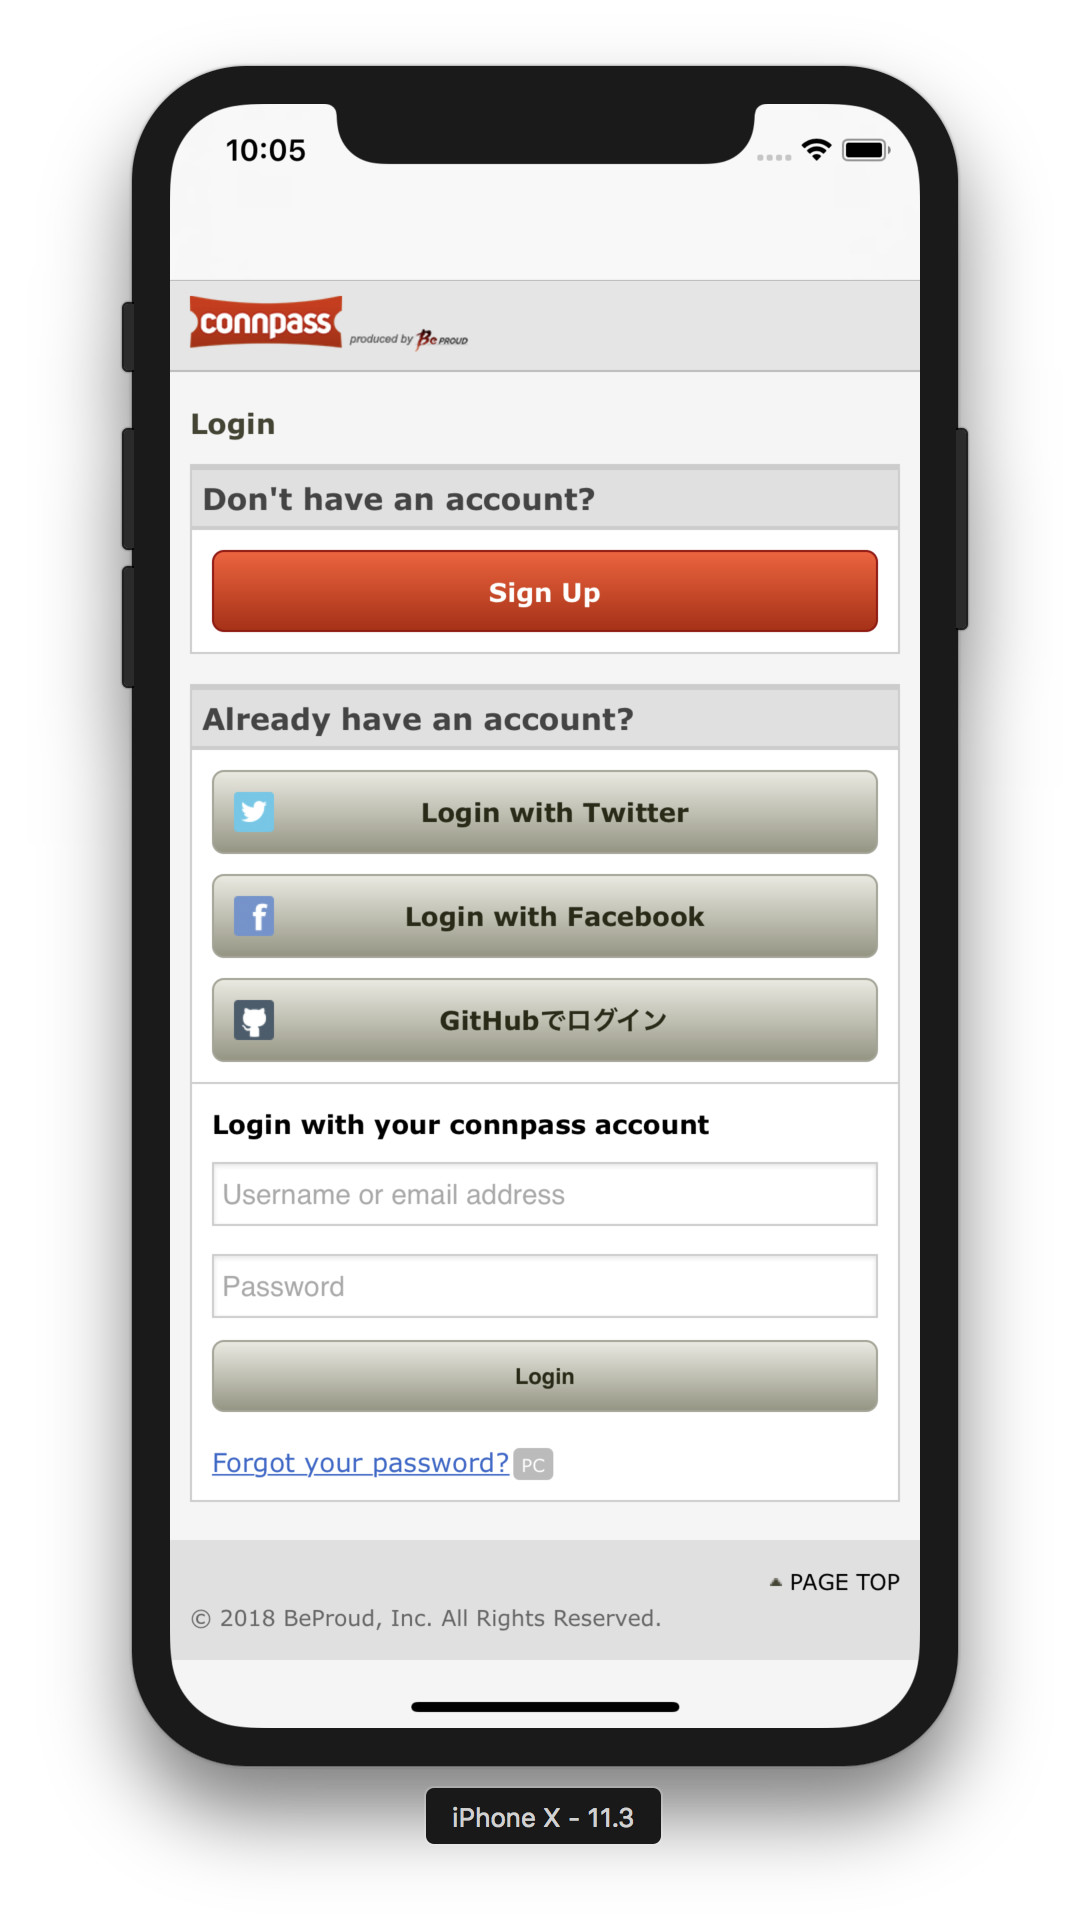 10:05
connpass
produced by Be PROUD
Login
Don't have an account?
Sign Up
Already have an account?
Login with Twitter
Login with Facebook
GitHubでログイン
Login with your connpass account
Username or email address
Password
Login
Forgot your password? PC
PAGE TOP
© 2018 BeProud, Inc. All Rights Reserved.
iPhone X - 11.3